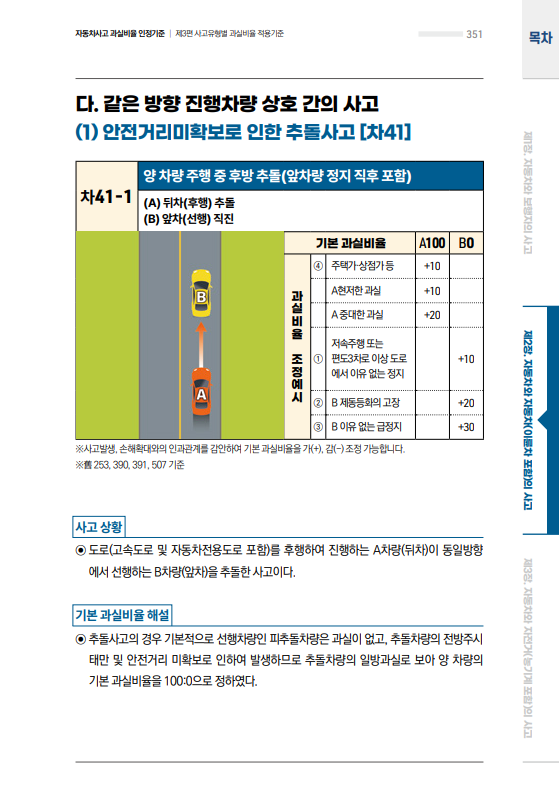 자동차사고 과실비율 인정기준 | 제3편 사고유형별 과실비율 적용기준
351
목차
다. 같은 방향 진행차량 상호 간의 사고
(1) 안전거리미확보로 인한 추돌사고 [차41]
차41-1
양 차량 주행 중 후방 추돌(앞차량 정지 직후 포함)
(A) 뒤차(후행) 추돌
(B) 앞차(선행) 직진
B
A
기본 과실비율 A100 B0
과실비율 조정예시
④ 주택가·상점가 등 +10
A현저한 과실 +10
A 중대한 과실 +20
① 저속주행 또는
편도3차로 이상 도로
에서 이유 없는 정지 +10
② B 제동등화의 고장 +20
③ B 이유 없는 급정지 +30
※사고발생, 손해확대와의 인과관계를 감안하여 기본 과실비율을 가(+), 감(−) 조정 가능합니다.
※舊 253, 390, 391, 507 기준
사고 상황
◉ 도로(고속도로 및 자동차전용도로 포함)를 후행하여 진행하는 A차량(뒤차)이 동일방향
에서 선행하는 B차량(앞차)을 추돌한 사고이다.
기본 과실비율 해설
◉ 추돌사고의 경우 기본적으로 선행차량인 피추돌차량은 과실이 없고, 추돌차량의 전방주시
태만 및 안전거리 미확보로 인하여 발생하므로 추돌차량의 일방과실로 보아 양 차량의
기본 과실비율을 100:0으로 정하였다.
제1장. 자동차와 보행자의 사고
제2장. 자동차와 자동차(이륜차 포함)의 사고
제3장. 자동차와 자전거(농기계 포함)의 사고